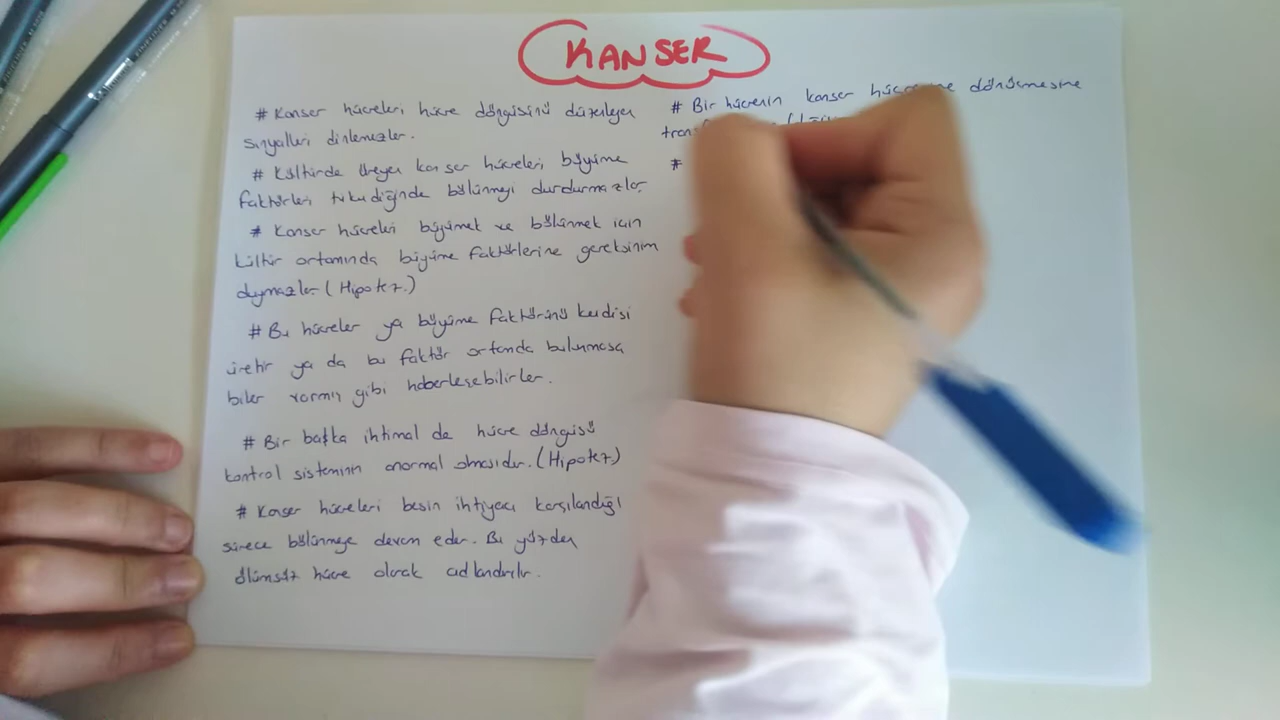 KANSER
# Kanser hücreleri hücre döngüsünü düzenleyen
sinyalleri dinlemezler.
# Kültürde üreyen kanser hücreleri büyüme
faktörleri tükendiğinde bölünmeyi durdurmazlar.
# Kanser hücreleri büyümek ve bölünmek için
kültür ortamında büyüme faktörlerine gereksinim
duymazlar (Hipotez.)
# Bu hücreler ya büyüme faktörünü kendisi
üretir ya da bu faktör ortamda bulunmasa
bile varmış gibi haberleşebilirler.
# Bir başka ihtimal de hücre döngüsü
kontrol sisteminin anormal olmasıdır. (Hipotez)
# Kanser hücreleri besin ihtiyacı karşılandığı
sürece bölünmeye devam eder. Bu yüzden
ölümsüz hücre olarak adlandırılır.
# Bir hücrenin kanser dönüşmesine
#